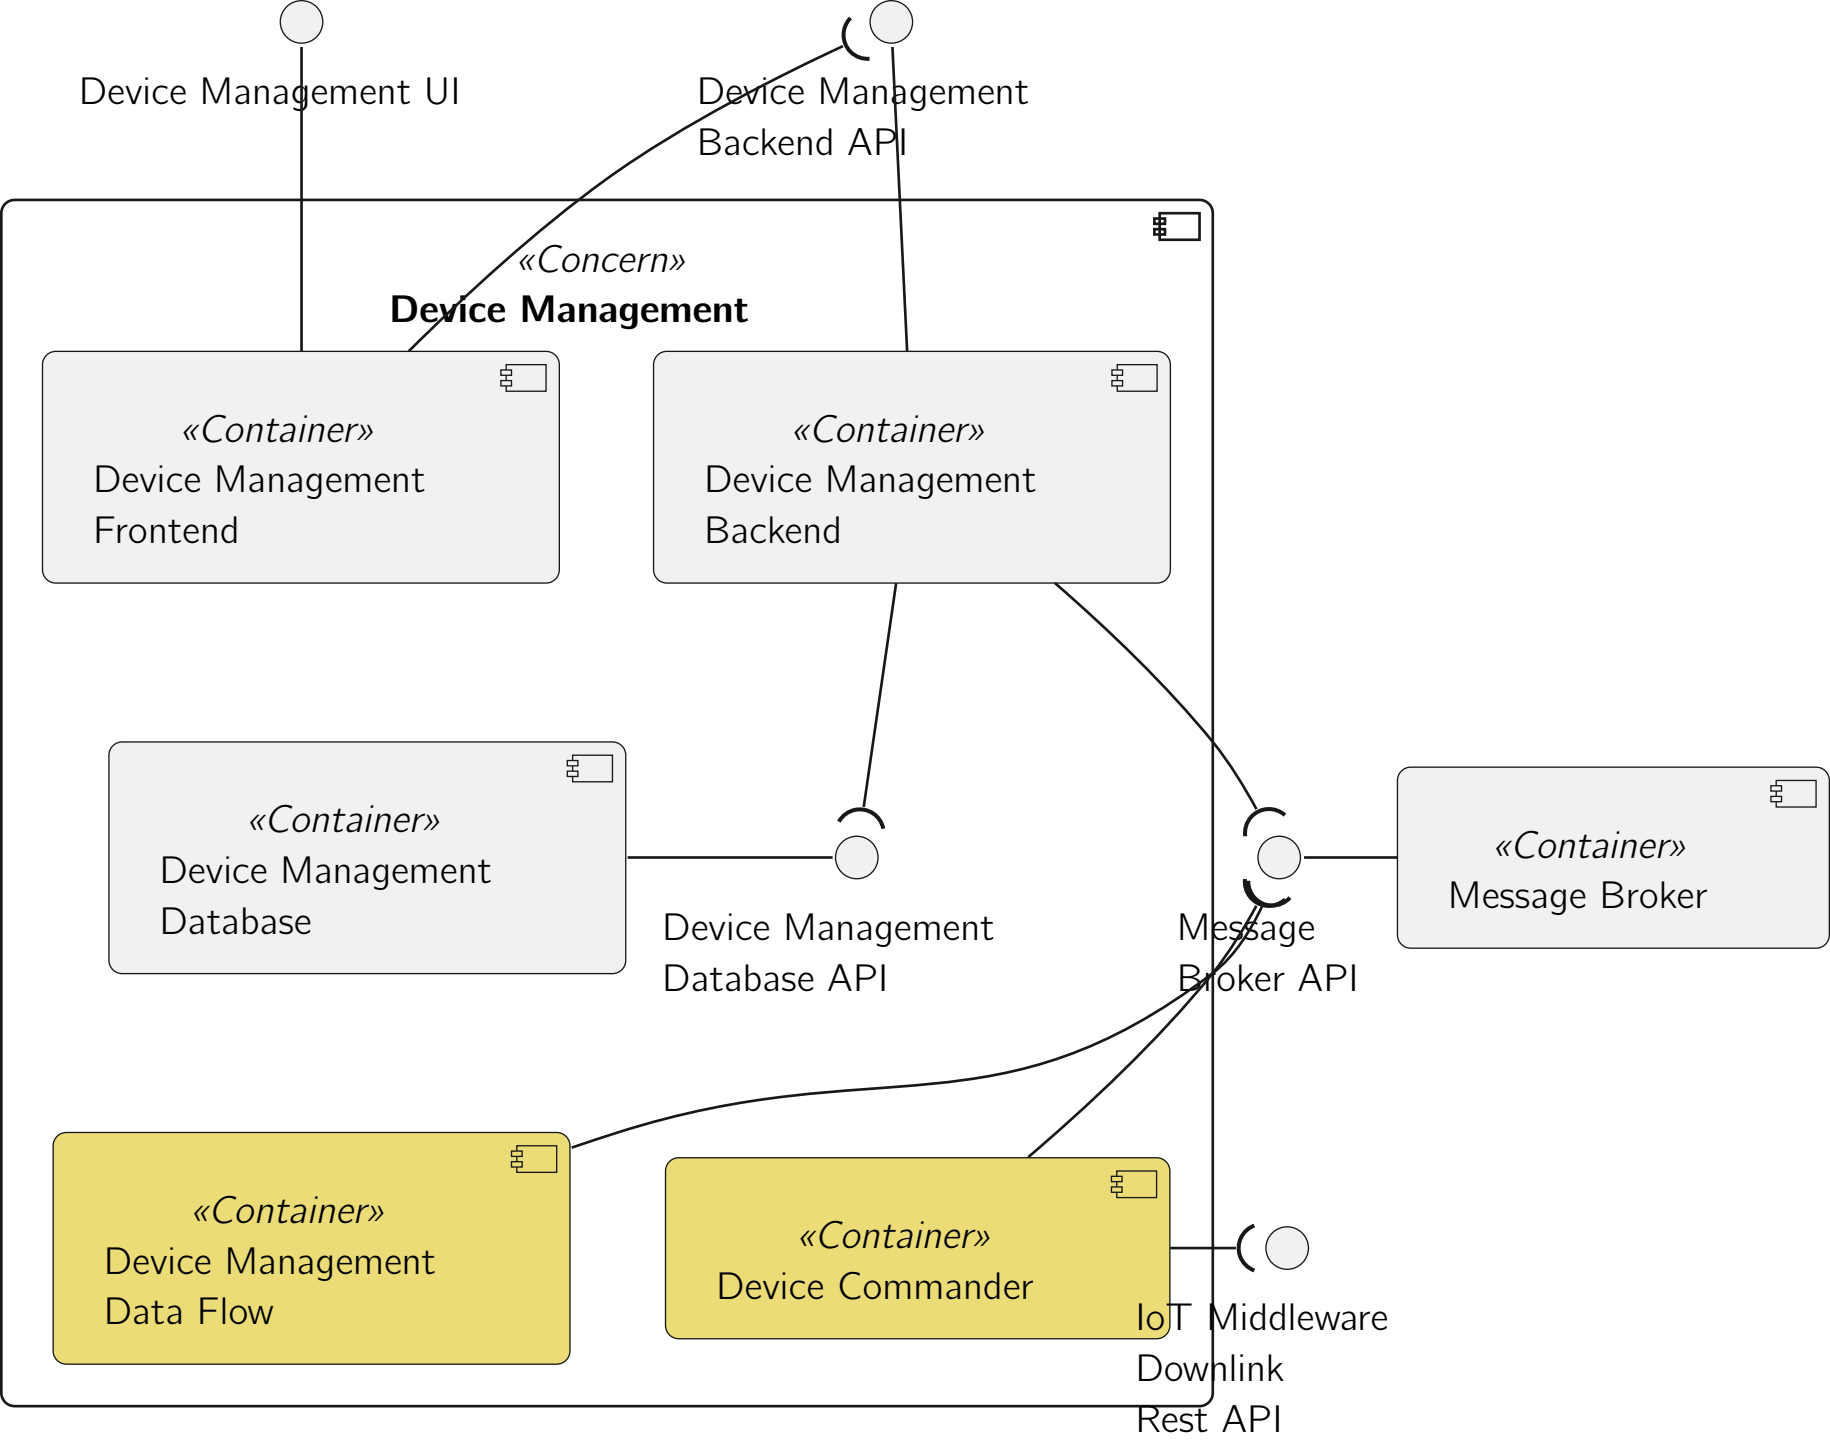 Device Management UI
Device Management
Backend API
«Concern»
Device Management
«Container»
Device Management
Frontend
«Container»
Device Management
Backend
«Container»
Device Management
Database
Device Management
Database API
Message
Broker API
«Container»
Message Broker
«Container»
Device Management
Data Flow
«Container»
Device Commander
IoT Middleware
Downlink
Rest API